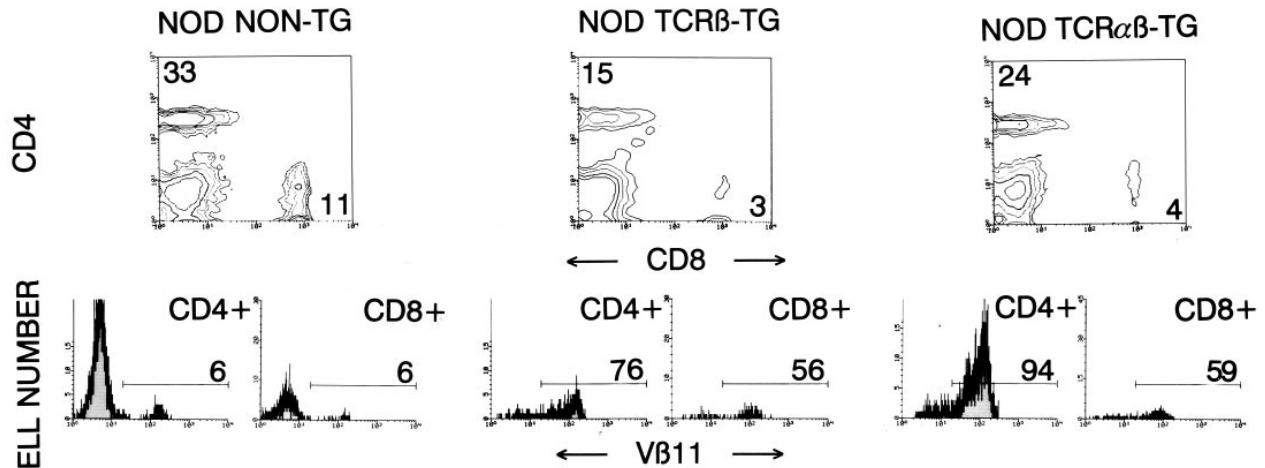 NOD NON-TG
NOD TCRß-TG
NOD TCRαß-TG
CD4
33
11
15
3
24
4
← CD8 →
ELL NUMBER
CD4+
6
CD8+
6
CD4+
76
CD8+
56
CD4+
94
CD8+
59
← Vß11 →